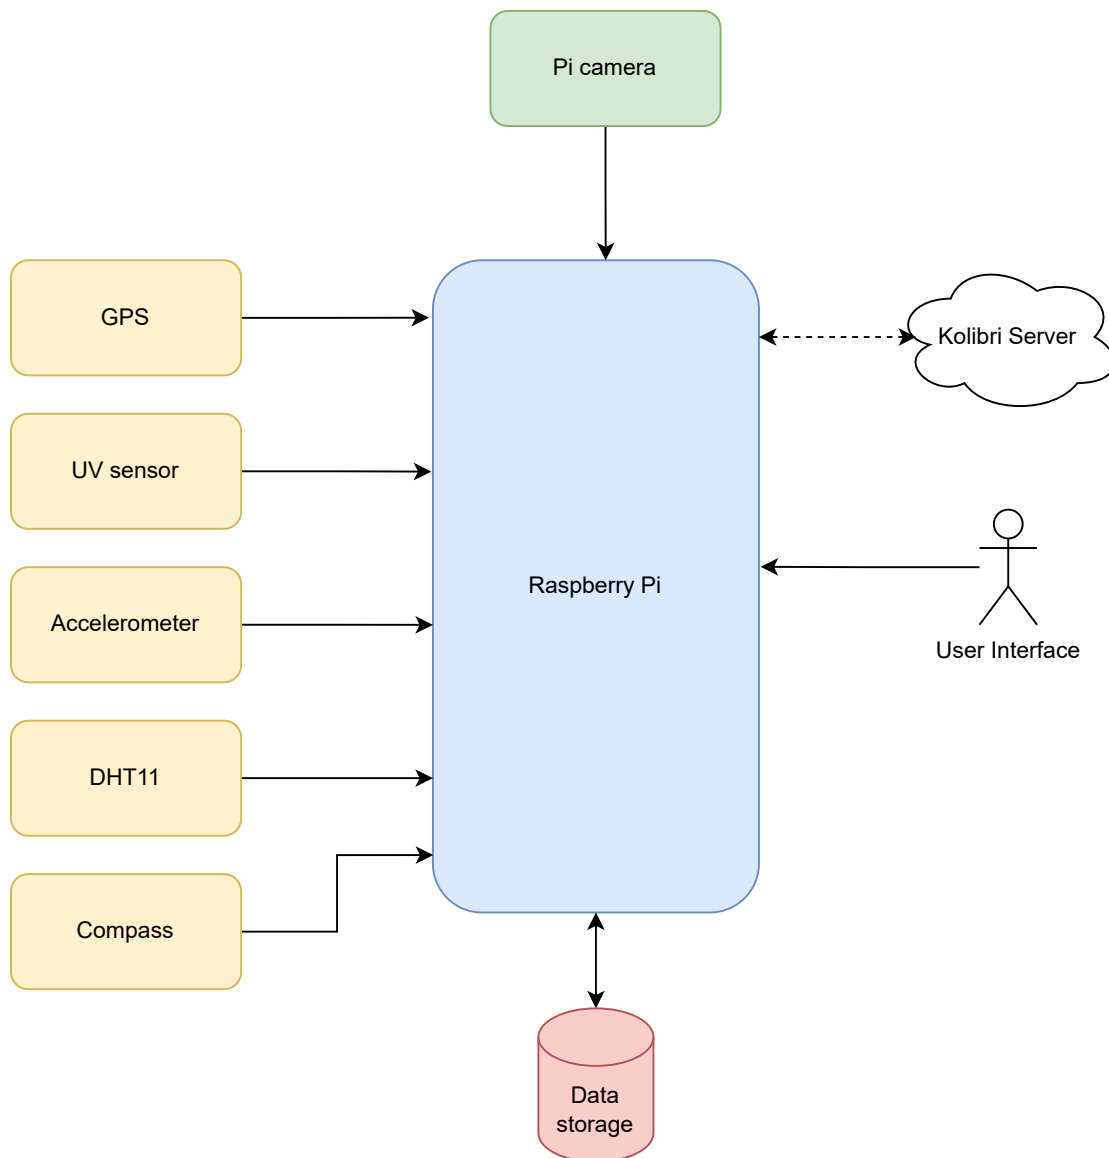 Pi camera
GPS
Kolibri Server
UV sensor
Raspberry Pi
Accelerometer
User Interface
DHT11
Compass
Data
storage